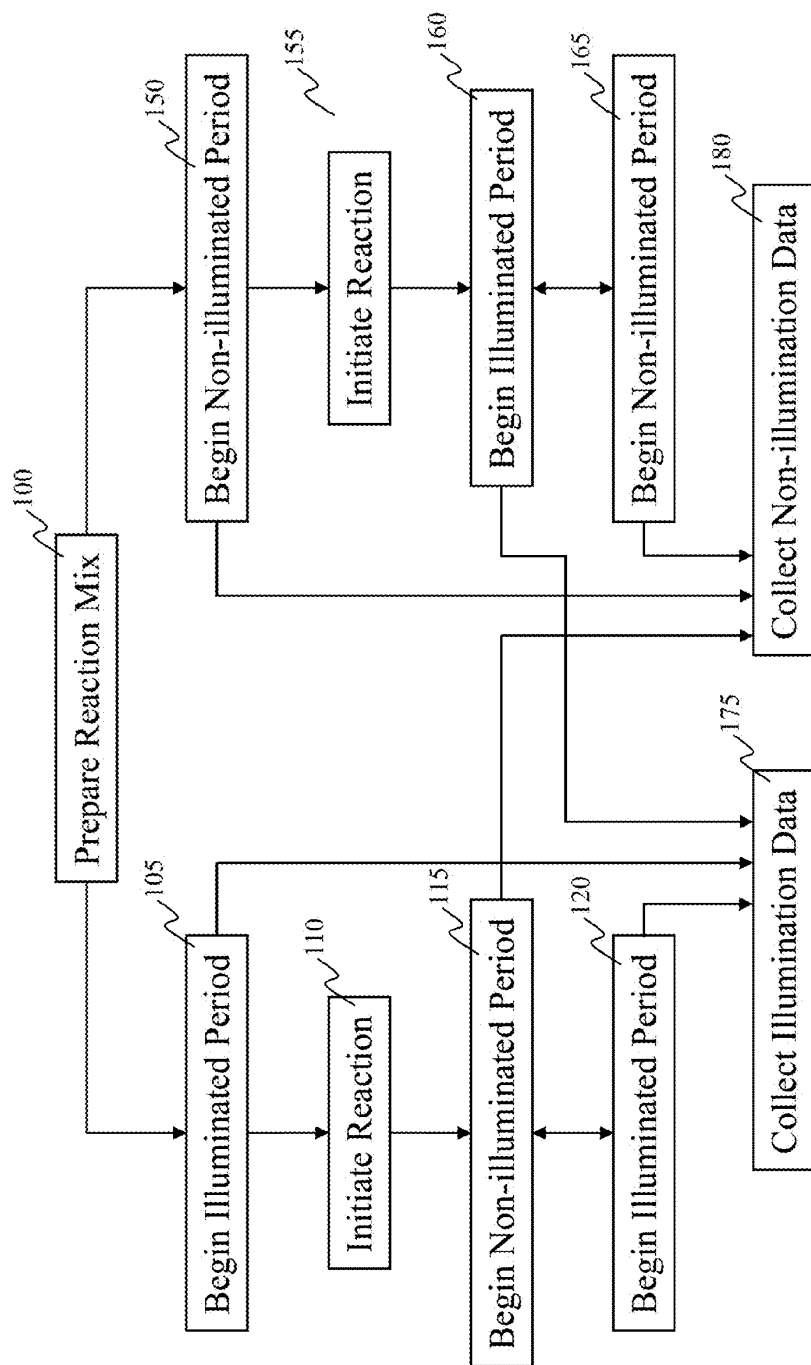 100
Prepare Reaction Mix
105
Begin Illuminated Period
150
Begin Non-illuminated Period
110
Initiate Reaction
155
Initiate Reaction
115
Begin Non-illuminated Period
160
Begin Illuminated Period
120
Begin Illuminated Period
165
Begin Non-illuminated Period
175
Collect Illumination Data
180
Collect Non-illumination Data